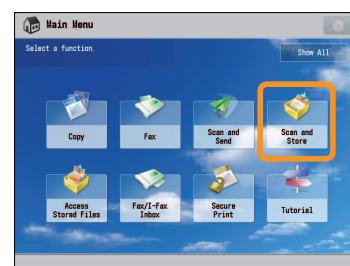 Main Menu
Select a function.
Show All
Copy
Fax
Scan and
Send
Scan and
Store
Access
Stored Files
Fax/I-Fax
Inbox
Secure
Print
Tutorial